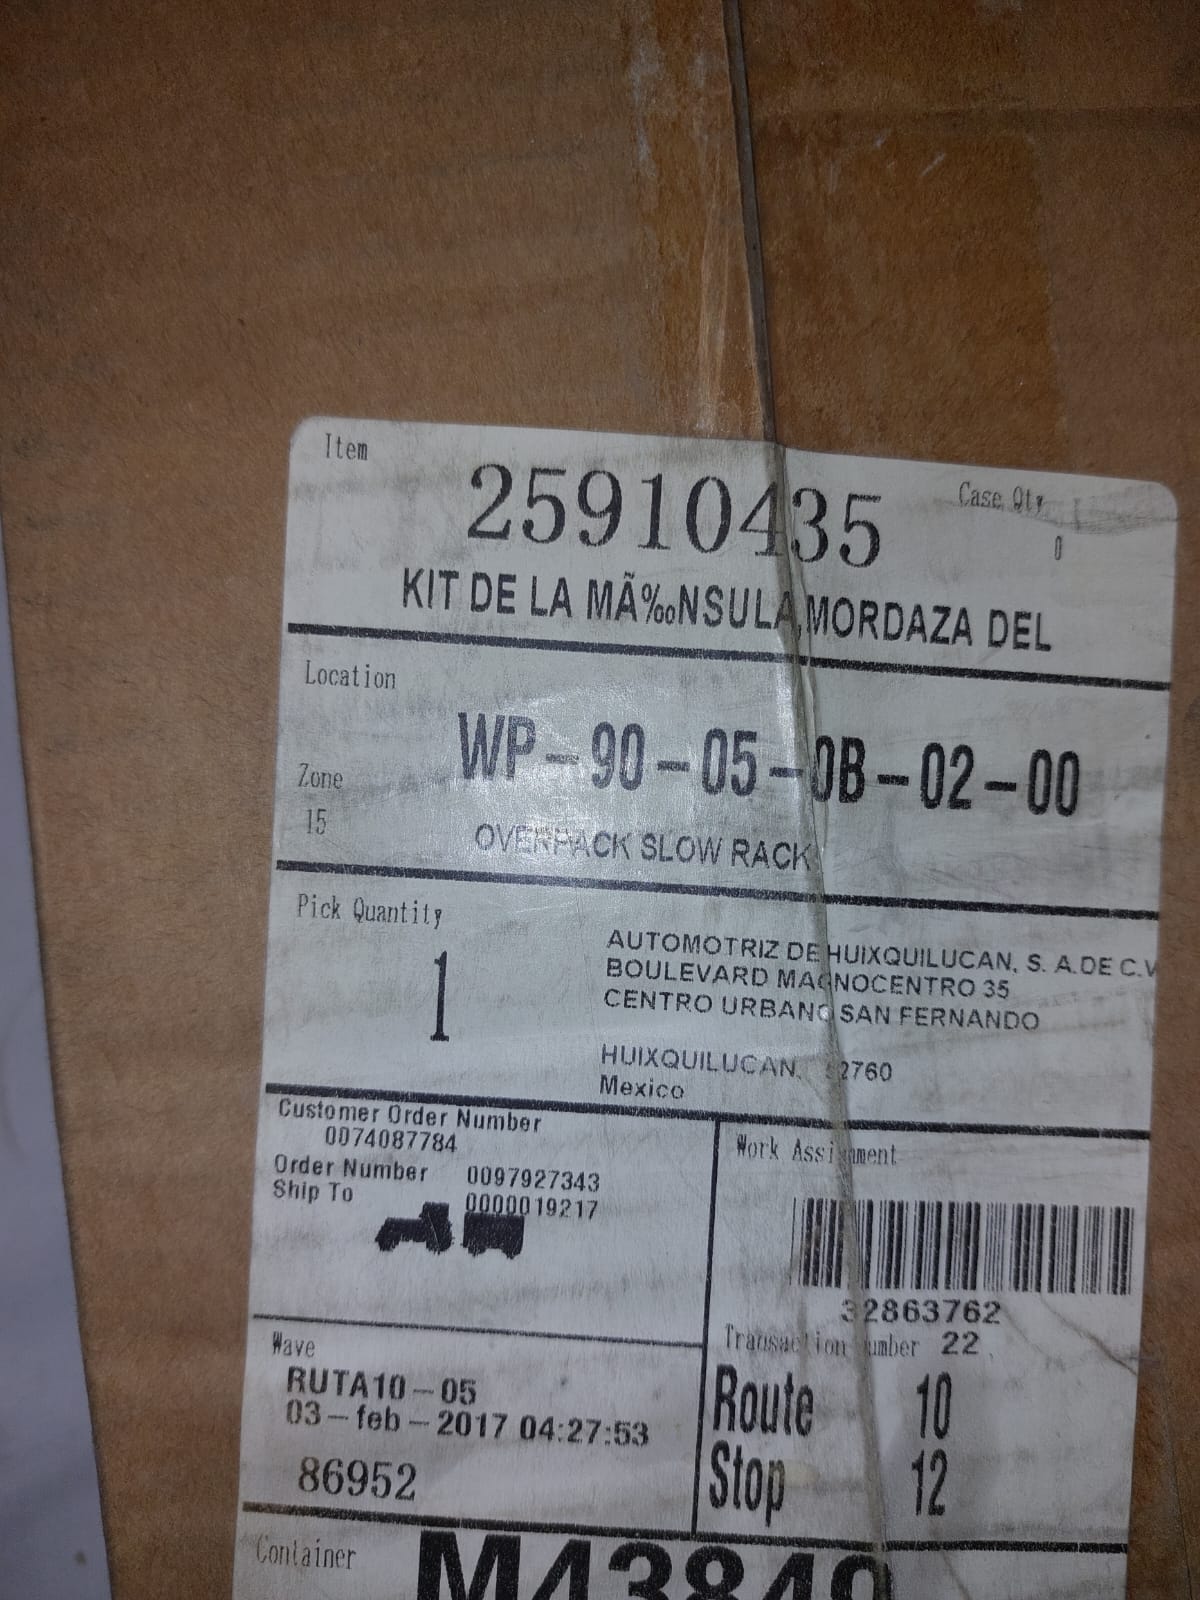 Item
25910435
Case Qty
0
KIT DE LA MÃ‰NSULA,MORDAZA DEL
Location
WP-90-05-0B-02-00
Zone
15
OVERPACK SLOW RACK
Pick Quantity
1
AUTOMOTRIZ DE HUIXQUILUCAN, S. A.DE C.V
BOULEVARD MAGNOCENTRO 35
CENTRO URBANO SAN FERNANDO
HUIXQUILUCAN, 52760
Mexico
Customer Order Number
0074087784
Order Number 0097927343
Ship To 0000019217
Work Assignment
32863762
Transaction Number 22
Wave
RUTA10-05
03-feb-2017 04:27:53
86952
Route 10
Stop 12
Container
M43849